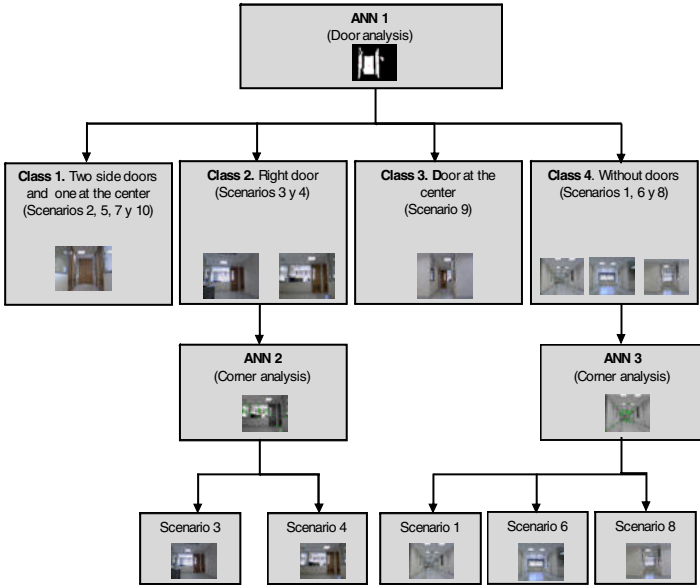 ANN 1
(Door analysis)
Class 1. Two side doors
and one at the center
(Scenarios 2, 5, 7 y 10)
Class 2. Right door
(Scenarios 3 y 4)
Class 3. Door at the
center
(Scenario 9)
Class 4. Without doors
(Scenarios 1, 6 y 8)
ANN 2
(Corner analysis)
ANN 3
(Corner analysis)
Scenario 3
Scenario 4
Scenario 1
Scenario 6
Scenario 8